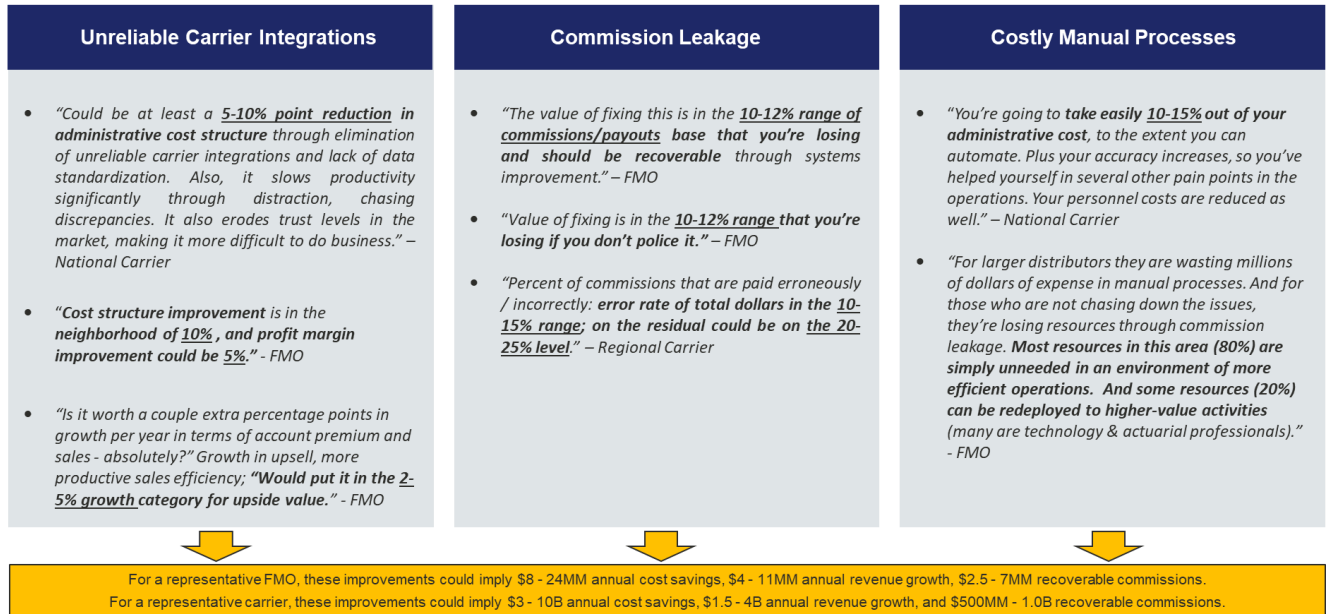 Unreliable Carrier Integrations
• “Could be at least a 5-10% point reduction in
administrative cost structure through elimination
of unreliable carrier integrations and lack of data
standardization. Also, it slows productivity
significantly through distraction, chasing
discrepancies. It also erodes trust levels in the
market, making it more difficult to do business.” –
National Carrier
• “Cost structure improvement is in the
neighborhood of 10% , and profit margin
improvement could be 5%.” - FMO
• “Is it worth a couple extra percentage points in
growth per year in terms of account premium and
sales - absolutely?” Growth in upsell, more
productive sales efficiency; “Would put it in the 2-
5% growth category for upside value.” - FMO
Commission Leakage
• “The value of fixing this is in the 10-12% range of
commissions/payouts base that you’re losing
and should be recoverable through systems
improvement.” – FMO
• “Value of fixing is in the 10-12% range that you’re
losing if you don’t police it.” – FMO
• “Percent of commissions that are paid erroneously
/ incorrectly: error rate of total dollars in the 10-
15% range; on the residual could be on the 20-
25% level.” – Regional Carrier
Costly Manual Processes
• “You’re going to take easily 10-15% out of your
administrative cost, to the extent you can
automate. Plus your accuracy increases, so you’ve
helped yourself in several other pain points in the
operations. Your personnel costs are reduced as
well.” – National Carrier
• “For larger distributors they are wasting millions
of dollars of expense in manual processes. And for
those who are not chasing down the issues,
they’re losing resources through commission
leakage. Most resources in this area (80%) are
simply unneeded in an environment of more
efficient operations. And some resources (20%)
can be redeployed to higher-value activities
(many are technology & actuarial professionals).”
- FMO
For a representative FMO, these improvements could imply $8 - 24MM annual cost savings, $4 - 11MM annual revenue growth, $2.5 - 7MM recoverable commissions.
For a representative carrier, these improvements could imply $3 - 10B annual cost savings, $1.5 - 4B annual revenue growth, and $500MM - 1.0B recoverable commissions.